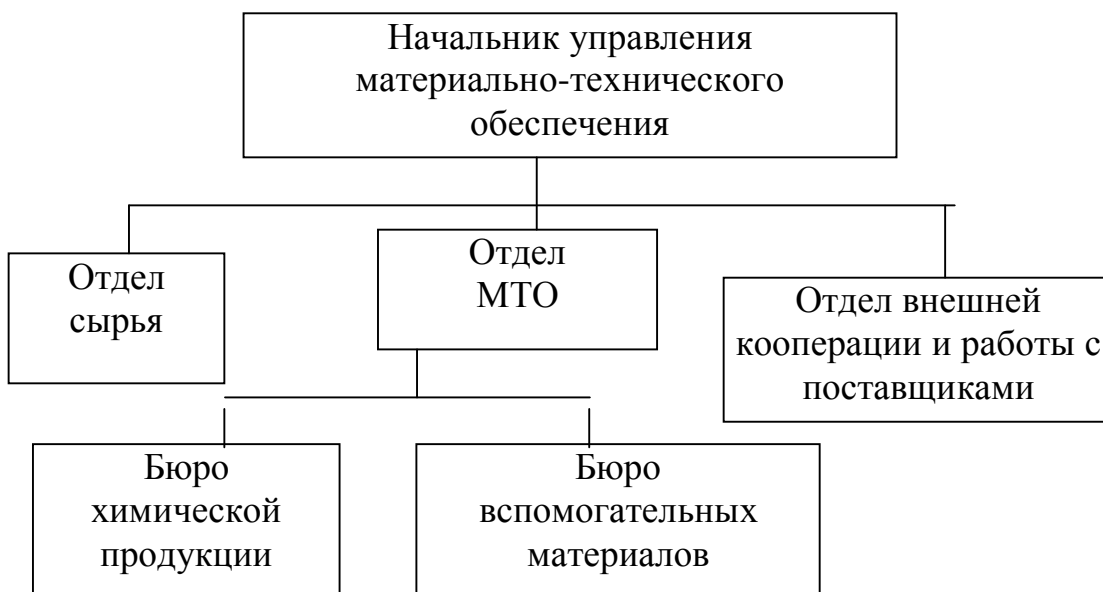 Начальник управления
материально-технического
обеспечения
Отдел
сырья
Отдел
МТО
Отдел внешней
кооперации и работы с
поставщиками
Бюро
химической
продукции
Бюро
вспомогательных
материалов